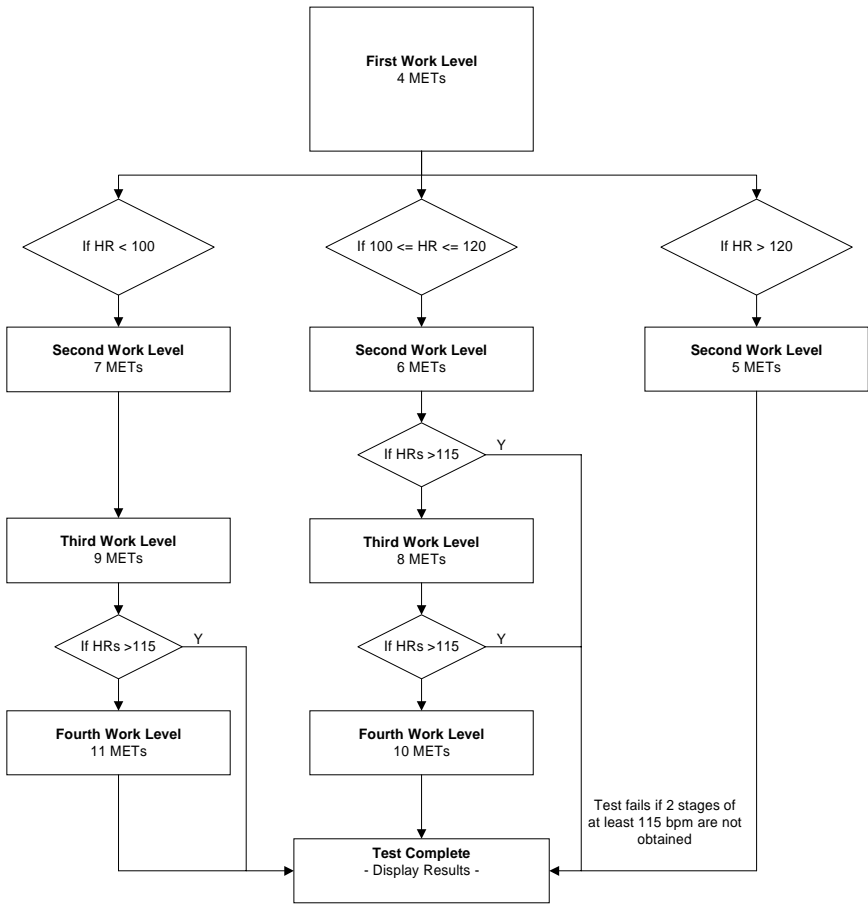 First Work Level
4 METs
If HR < 100
If 100 <= HR <= 120
If HR > 120
Second Work Level
7 METs
Second Work Level
6 METs
Second Work Level
5 METs
If HRs >115
Y
Third Work Level
9 METs
Third Work Level
8 METs
If HRs >115
Y
If HRs >115
Y
Fourth Work Level
11 METs
Fourth Work Level
10 METs
Test fails if 2 stages of
at least 115 bpm are not
obtained
Test Complete
- Display Results -